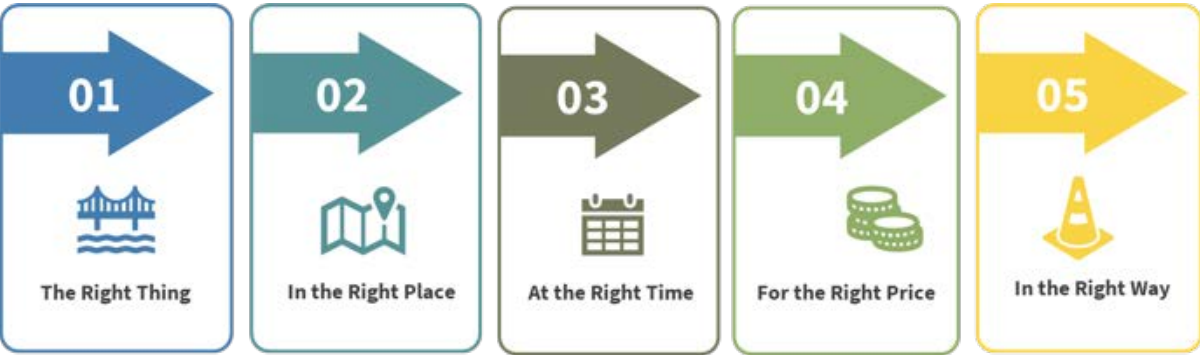 01
The Right Thing
02
In the Right Place
03
At the Right Time
04
For the Right Price
05
In the Right Way